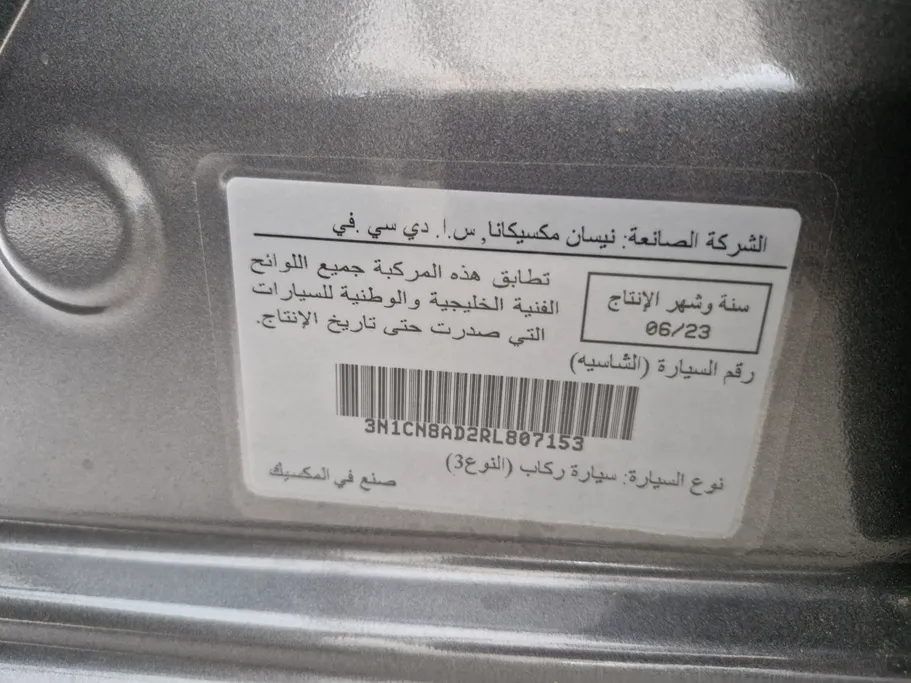 الشركة الصانعة: نيسان مكسيكانا, س.ا. دي سي .في
سنة وشهر الإنتاج
06/23
تطابق هذه المركبة جميع اللوائح
الفنية الخليجية والوطنية للسيارات
التي صدرت حتى تاريخ الإنتاج.
رقم السيارة (الشاسيه)
3N1CN8AD2RL807153
نوع السيارة: سيارة ركاب (النوع3)
صنع في المكسيك